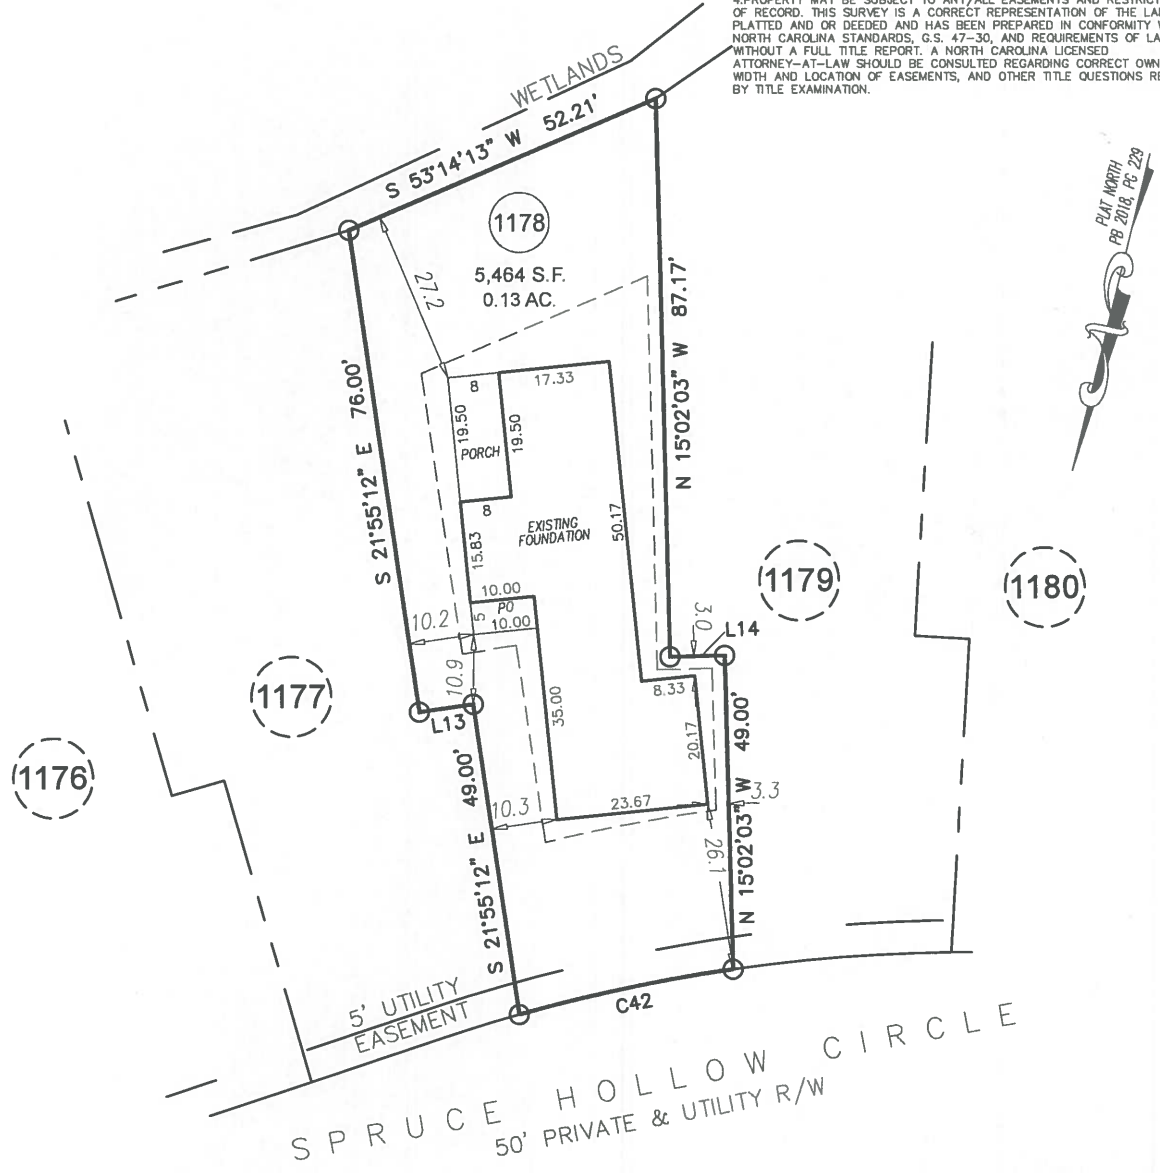 4.PROPERTY MAY BE SUBJECT TO ANY/ALL EASEMENTS AND
OF RECORD. THIS SURVEY IS A CORRECT REPRESENTATION OF THE
PLATTED AND OR DEEDED AND HAS BEEN PREPARED IN CONFORMITY
NORTH CAROLINA STANDARDS, G.S. 47-30, AND REQUIREMENTS OF
WITHOUT A FULL TITLE REPORT. A NORTH CAROLINA LICENSED
ATTORNEY-AT-LAW SHOULD BE CONSULTED REGARDING CORRECT
WIDTH AND LOCATION OF EASEMENTS, AND OTHER TITLE QUESTIONS
BY TITLE EXAMINATION.
WETLANDS
S 53°14'13" W 52.21'
PLAT NORTH
PB 2018, PG 229
1178
5,464 S.F.
0.13 AC.
27.2
N 15°02'03" W 87.17'
S 21°55'12" E 76.00'
8
17.33
19.50
19.50
PORCH
8
EXISTING
FOUNDATION
50.17
15.83
10.00
PO
5
10.00
10.2
10.9
3.0
L14
1179
1180
1177
1176
L13
8.33
35.00
20.17
S 21°55'12" E 49.00'
N 15°02'03" W 49.00'
10.3
23.67
3.3
26.1
5' UTILITY
EASEMENT
C42
SPRUCE HOLLOW CIRCLE
50' PRIVATE & UTILITY R/W